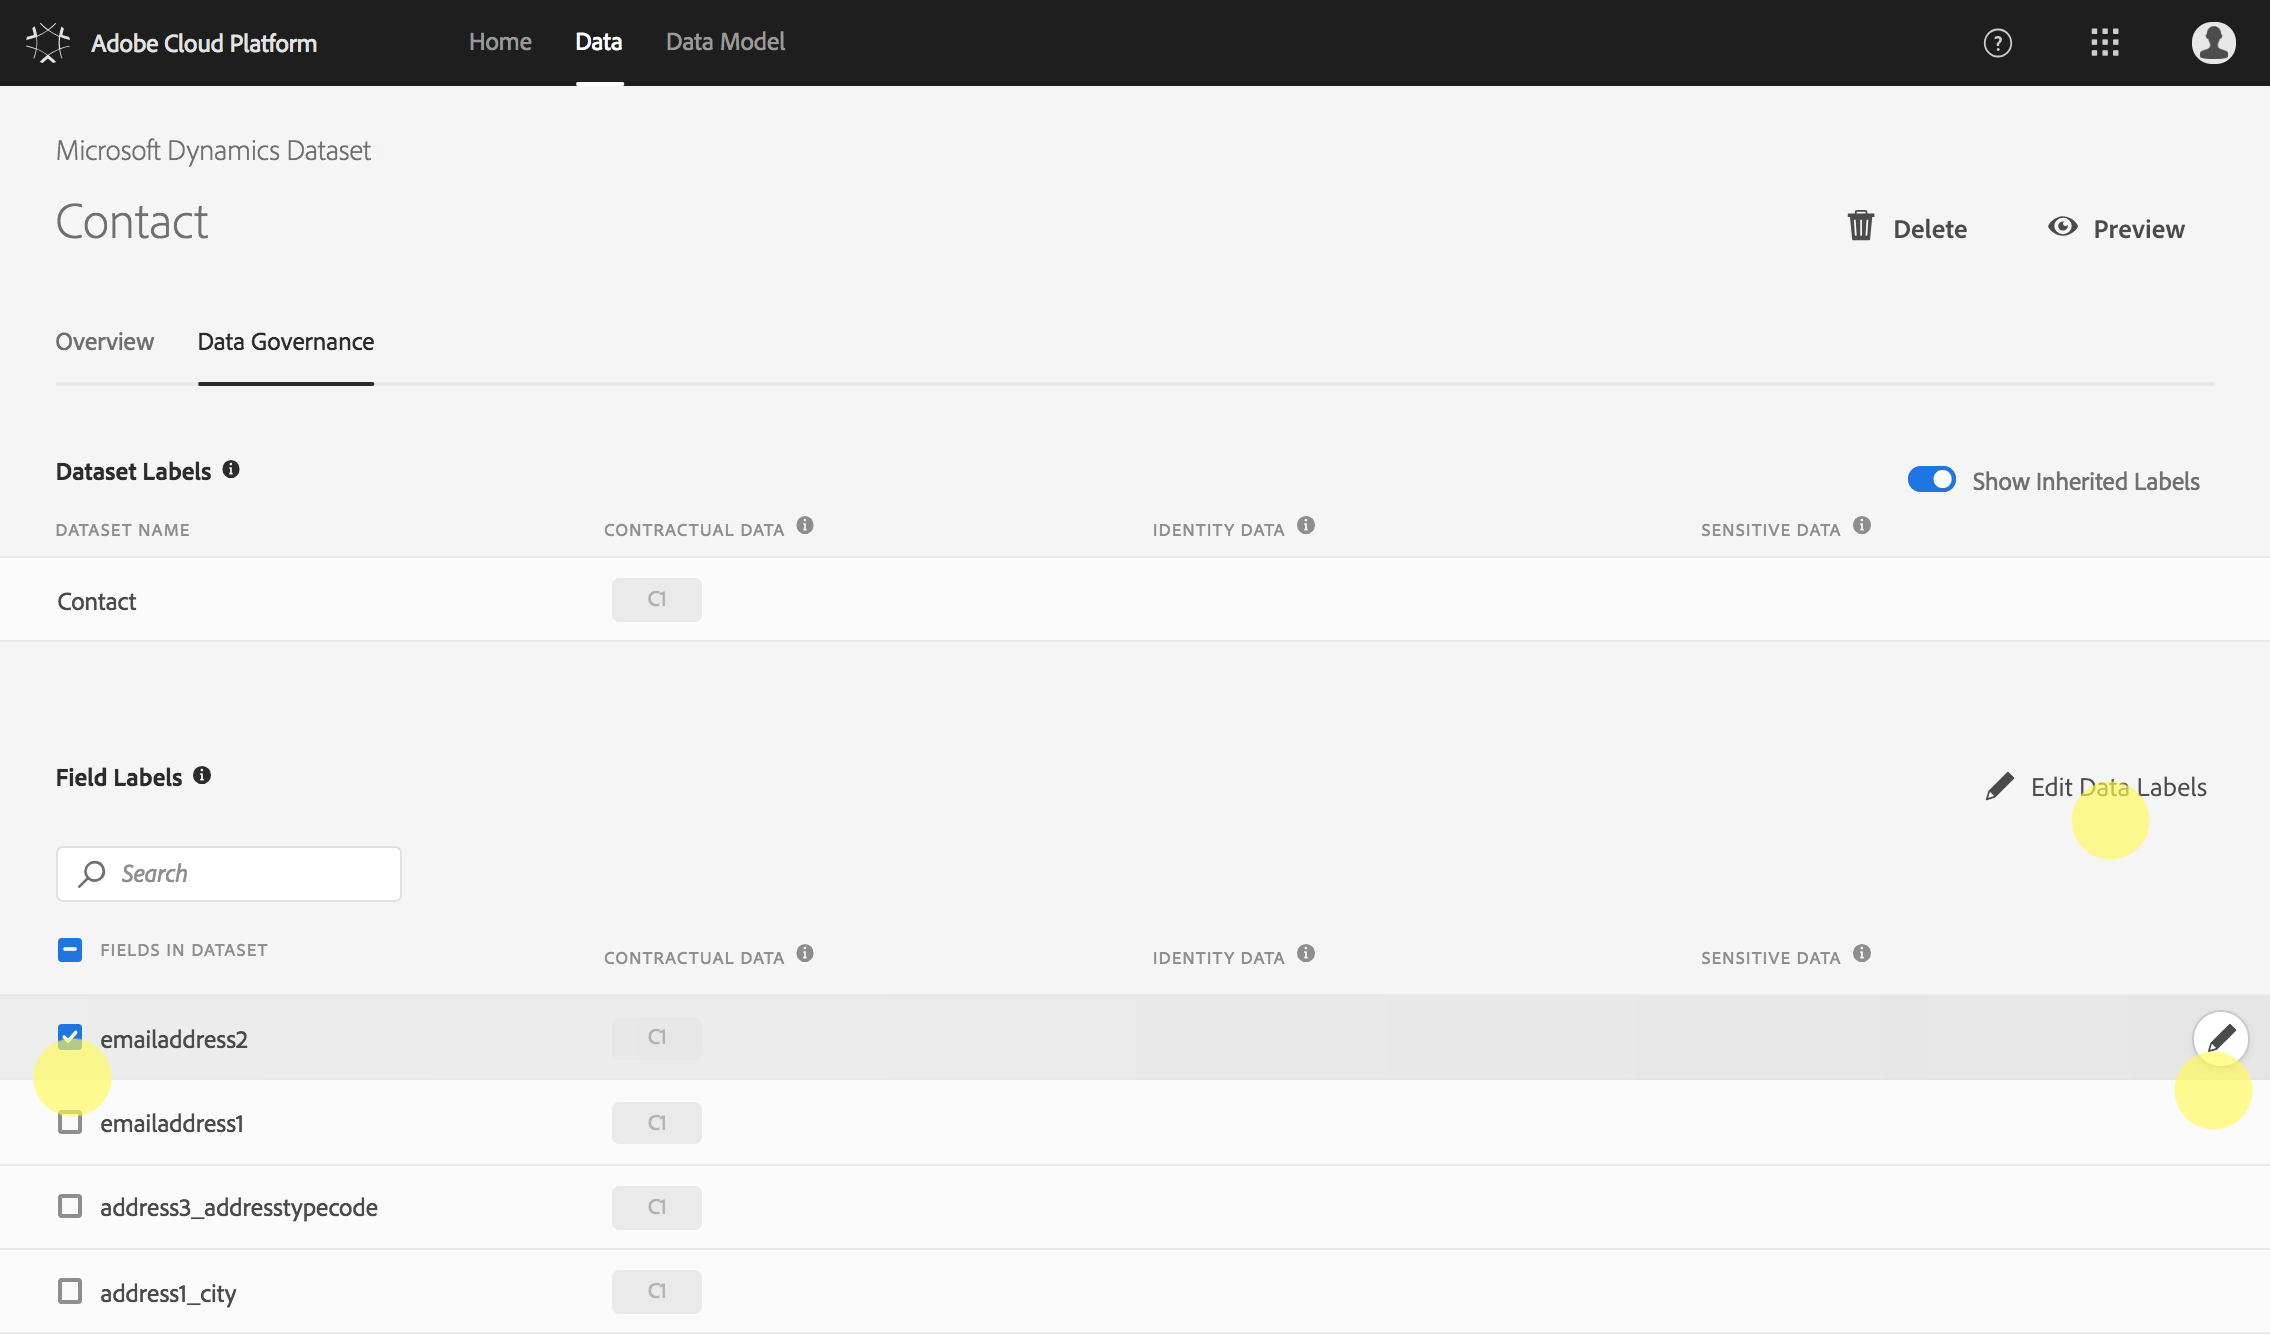 Adobe Cloud Platform Home Data Data Model
Microsoft Dynamics Dataset
Contact
Delete Preview
Overview Data Governance
Dataset Labels
Show Inherited Labels
DATASET NAME CONTRACTUAL DATA IDENTITY DATA SENSITIVE DATA
Contact C1
Field Labels
Edit Data Labels
Search
FIELDS IN DATASET CONTRACTUAL DATA IDENTITY DATA SENSITIVE DATA
emailaddress2 C1
emailaddress1 C1
address3_addresstypecode C1
address1_city C1